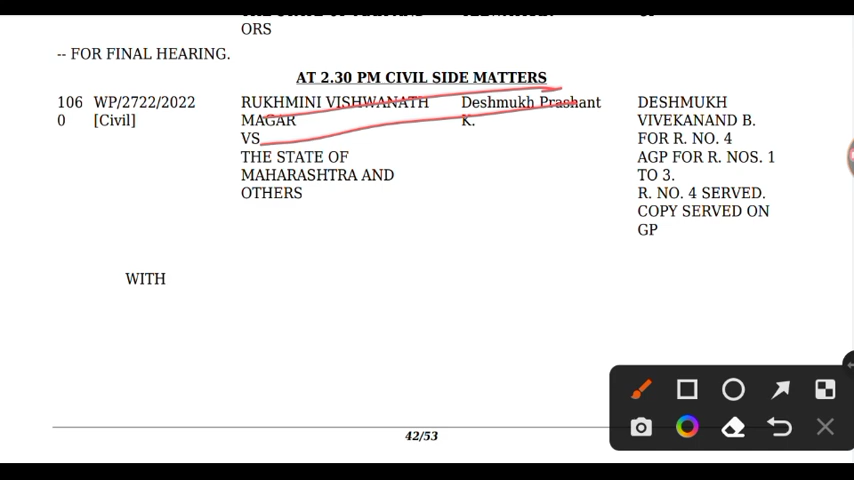 ORS
-- FOR FINAL HEARING.
AT 2.30 PM CIVIL SIDE MATTERS
106 WP/2722/2022 RUKHMINI VISHWANATH Deshmukh Prashant DESHMUKH
0 [Civil] MAGAR K. VIVEKANAND B.
VS FOR R. NO. 4
THE STATE OF AGP FOR R. NOS. 1
MAHARASHTRA AND TO 3.
OTHERS R. NO. 4 SERVED.
COPY SERVED ON
GP
WITH
42/53